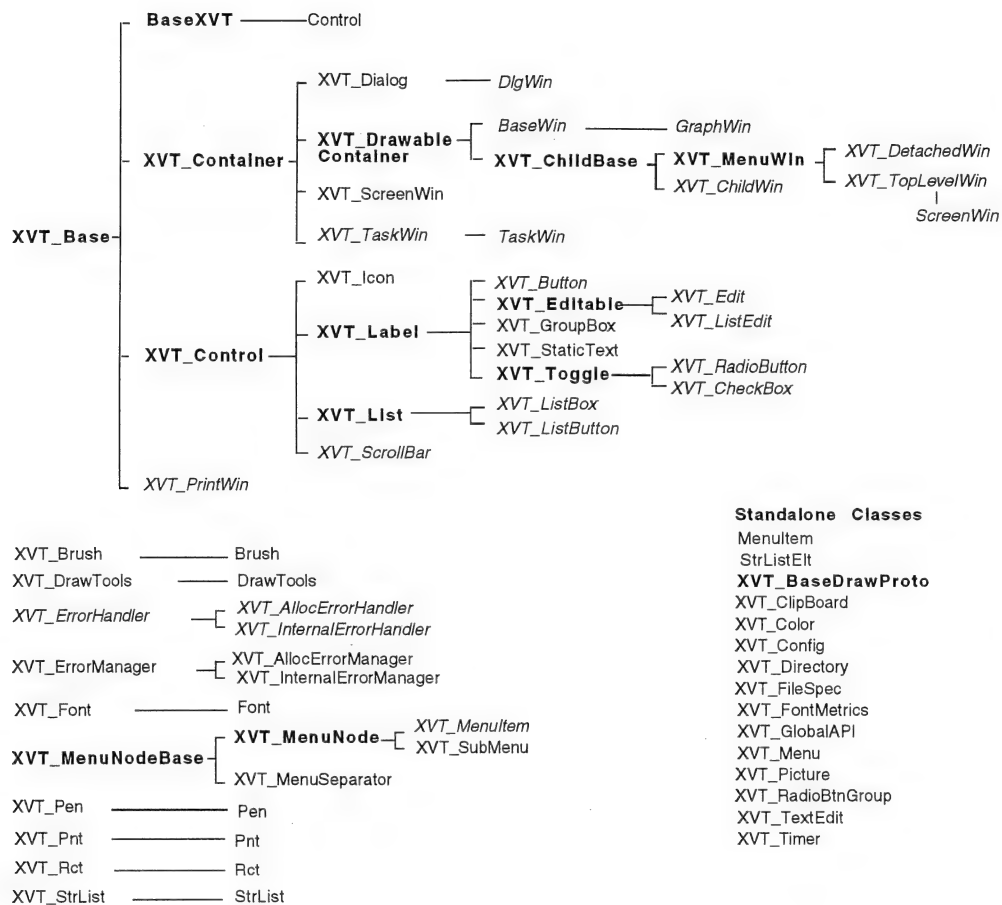 BaseXVT Control
XVT_Dialog DlgWin
XVT_Drawable Container BaseWin GraphWin
XVT_Container XVT_ChildBase XVT_MenuWin XVT_DetachedWin
XVT_ScreenWin XVT_ChildWin XVT_TopLevelWin
ScreenWin
XVT_Base XVT_TaskWin TaskWin
XVT_Icon XVT_Button
XVT_Editable XVT_Edit
XVT_Label XVT_GroupBox XVT_ListEdit
XVT_Control XVT_StaticText
XVT_Toggle XVT_RadioButton
XVT_CheckBox
XVT_List XVT_ListBox
XVT_ListButton
XVT_ScrollBar
XVT_PrintWin
XVT_Brush Brush
XVT_DrawTools DrawTools
XVT_ErrorHandler XVT_AllocErrorHandler
XVT_InternalErrorHandler
XVT_ErrorManager XVT_AllocErrorManager
XVT_InternalErrorManager
XVT_Font Font
XVT_MenuNodeBase XVT_MenuNode XVT_MenuItem
XVT_SubMenu
XVT_MenuSeparator
XVT_Pen Pen
XVT_Pnt Pnt
XVT_Rct Rct
XVT_StrList StrList
Standalone Classes
MenuItem
StrListElt
XVT_BaseDrawProto
XVT_ClipBoard
XVT_Color
XVT_Config
XVT_Directory
XVT_FileSpec
XVT_FontMetrics
XVT_GlobalAPI
XVT_Menu
XVT_Picture
XVT_RadioBtnGroup
XVT_TextEdit
XVT_Timer